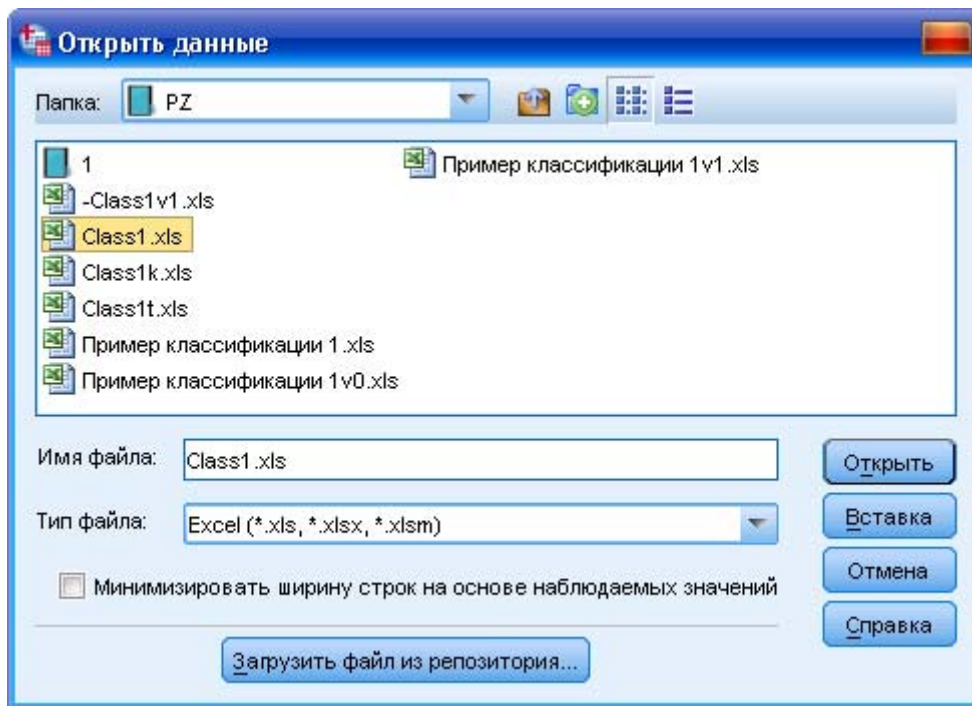 Открыть данные
Папка: PZ
1
-Class1v1.xls
Class1.xls
Class1k.xls
Class1t.xls
Пример классификации 1.xls
Пример классификации 1v0.xls
Пример классификации 1v1.xls
Имя файла: Class1.xls
Тип файла: Excel (*.xls, *.xlsx, *.xlsm)
Минимизировать ширину строк на основе наблюдаемых значений
Загрузить файл из репозитория...
Открыть
Вставка
Отмена
Справка